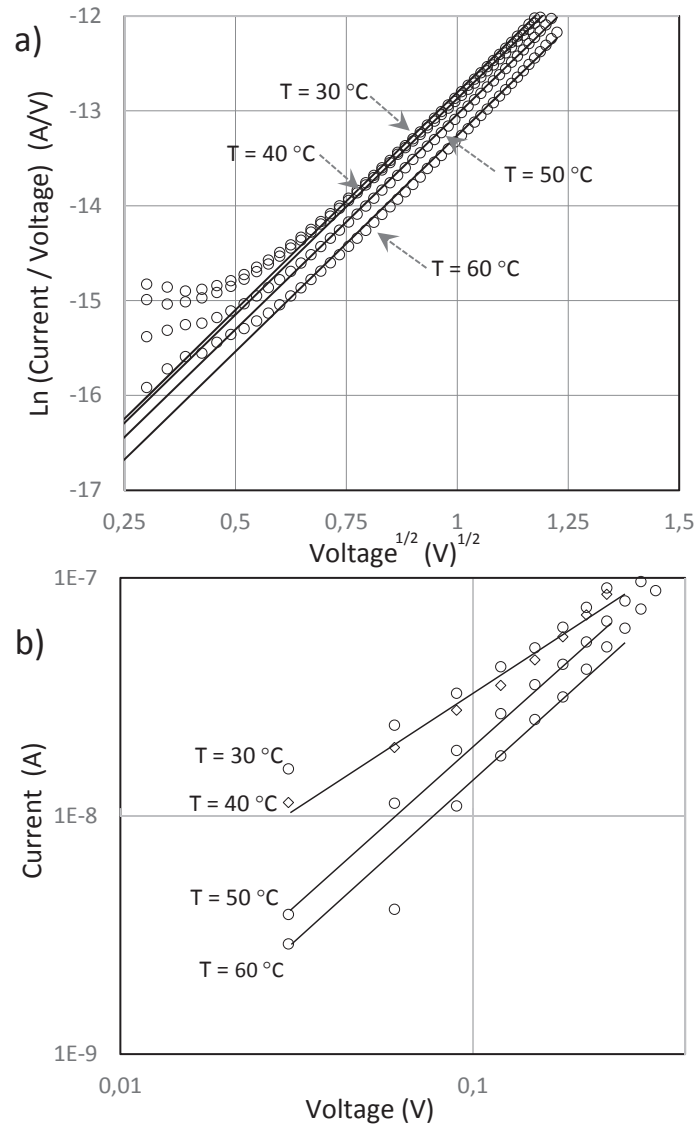 a)
-12
-13
-14
-15
-16
-17
Ln (Current / Voltage) (A/V)
T = 30 °C
T = 40 °C
T = 50 °C
T = 60 °C
0,25
0,5
0,75
1
1,25
1,5
Voltage^1/2 (V)^1/2
b)
1E-7
1E-8
1E-9
Current (A)
T = 30 °C
T = 40 °C
T = 50 °C
T = 60 °C
0,01
0,1
Voltage (V)